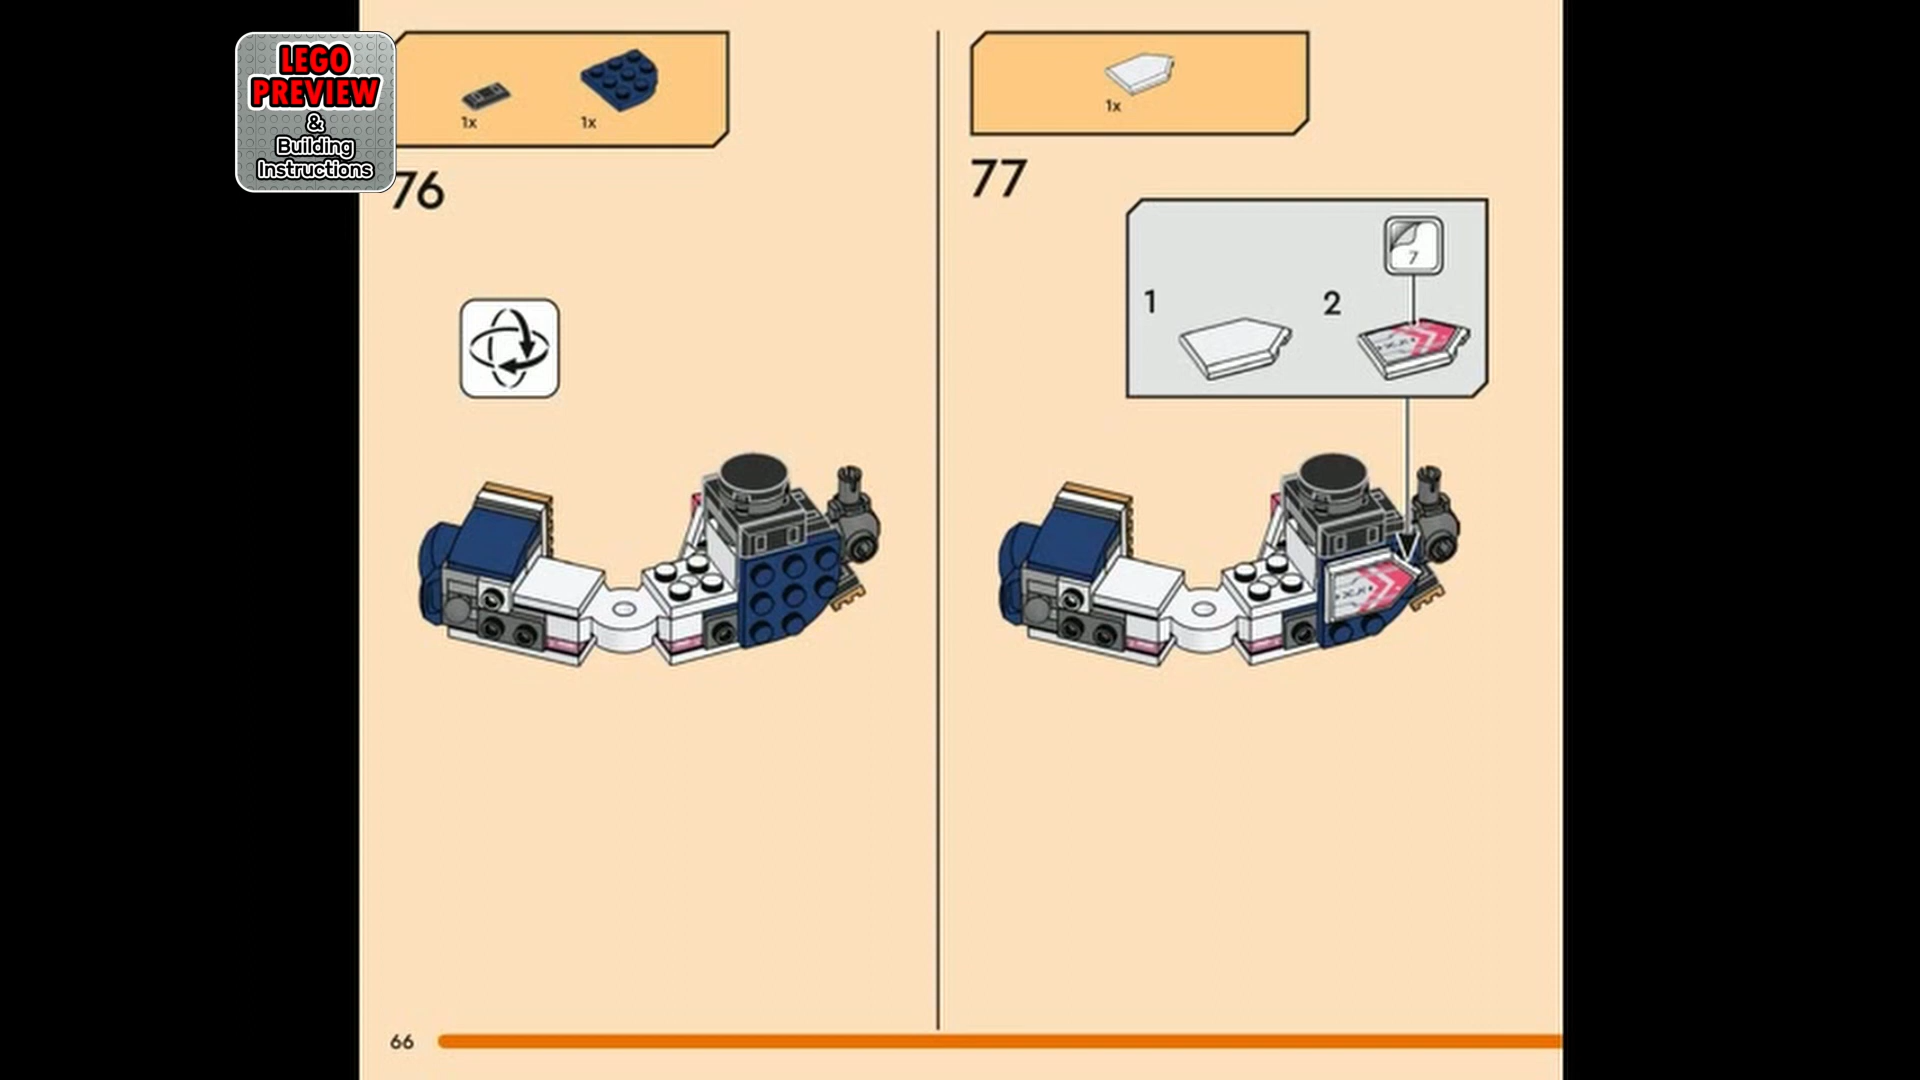 LEGO
PREVIEW
&
Building
Instructions
1x
1x
76
1x
77
7
1
2
66